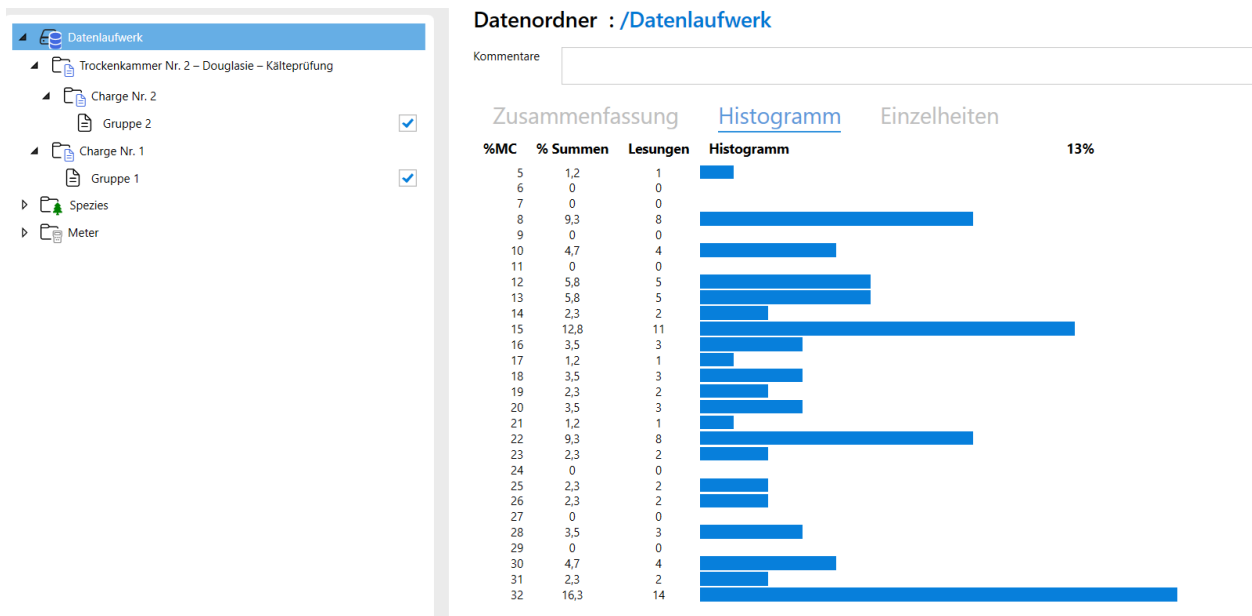 Datenlaufwerk
Trockenkammer Nr. 2 – Douglasie – Kälteprüfung
Charge Nr. 2
Gruppe 2
Charge Nr. 1
Gruppe 1
Spezies
Meter
Datenordner : /Datenlaufwerk
Kommentare
Zusammenfassung Histogramm Einzelheiten
%MC % Summen Lesungen Histogramm 13%
5 1,2 1
6 0 0
7 0 0
8 9,3 8
9 0 0
10 4,7 4
11 0 0
12 5,8 5
13 5,8 5
14 2,3 2
15 12,8 11
16 3,5 3
17 1,2 1
18 3,5 3
19 2,3 2
20 3,5 3
21 1,2 1
22 9,3 8
23 2,3 2
24 0 0
25 2,3 2
26 2,3 2
27 0 0
28 3,5 3
29 0 0
30 4,7 4
31 2,3 2
32 16,3 14